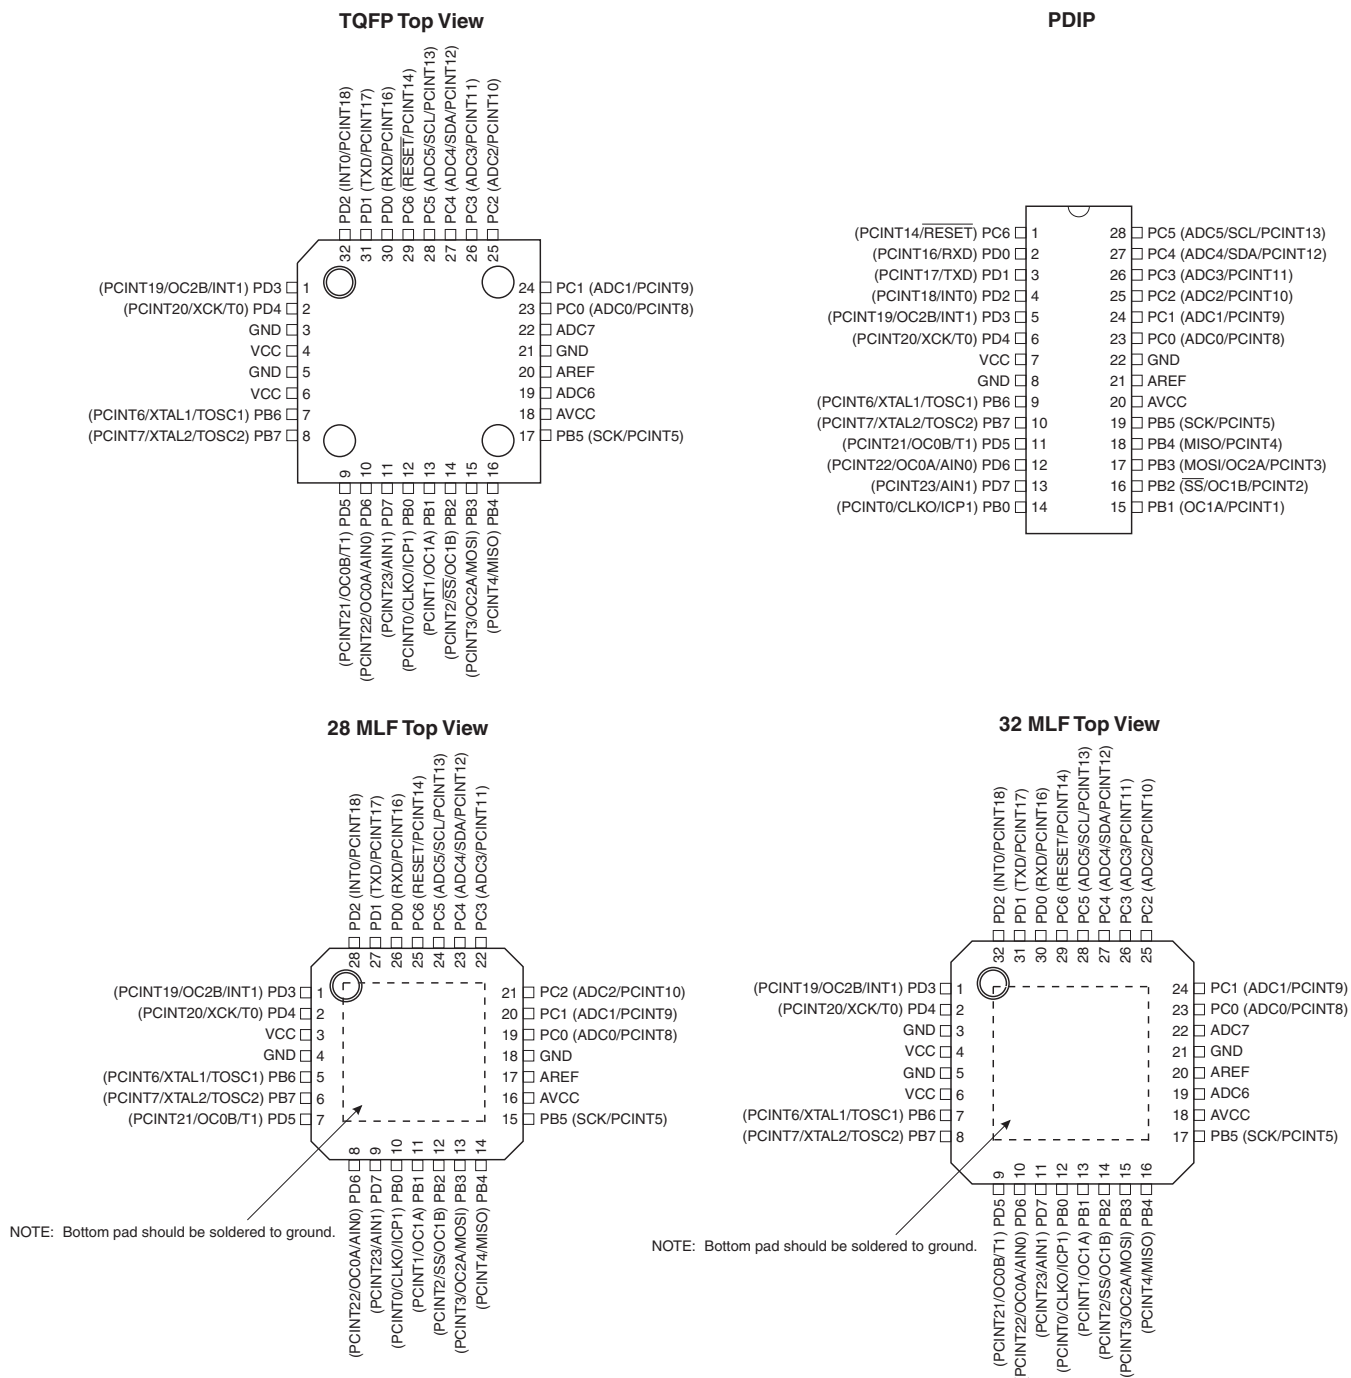 TQFP Top View
PD2 (INT0/PCINT18)
PD1 (TXD/PCINT17)
PD0 (RXD/PCINT16)
PC6 (RESET/PCINT14)
PC5 (ADC5/SCL/PCINT13)
PC4 (ADC4/SDA/PCINT12)
PC3 (ADC3/PCINT11)
PC2 (ADC2/PCINT10)
32
31
30
29
28
27
26
25
(PCINT19/OC2B/INT1) PD3 1
(PCINT20/XCK/T0) PD4 2
GND 3
VCC 4
GND 5
VCC 6
(PCINT6/XTAL1/TOSC1) PB6 7
(PCINT7/XTAL2/TOSC2) PB7 8
24 PC1 (ADC1/PCINT9)
23 PC0 (ADC0/PCINT8)
22 ADC7
21 GND
20 AREF
19 ADC6
18 AVCC
17 PB5 (SCK/PCINT5)
9
10
11
12
13
14
15
16
(PCINT21/OC0B/T1) PD5
(PCINT22/OC0A/AIN0) PD6
(PCINT23/AIN1) PD7
(PCINT0/CLKO/ICP1) PB0
(PCINT1/OC1A) PB1
(PCINT2/SS/OC1B) PB2
(PCINT3/OC2A/MOSI) PB3
(PCINT4/MISO) PB4
PDIP
(PCINT14/RESET) PC6 1
(PCINT16/RXD) PD0 2
(PCINT17/TXD) PD1 3
(PCINT18/INT0) PD2 4
(PCINT19/OC2B/INT1) PD3 5
(PCINT20/XCK/T0) PD4 6
VCC 7
GND 8
(PCINT6/XTAL1/TOSC1) PB6 9
(PCINT7/XTAL2/TOSC2) PB7 10
(PCINT21/OC0B/T1) PD5 11
(PCINT22/OC0A/AIN0) PD6 12
(PCINT23/AIN1) PD7 13
(PCINT0/CLKO/ICP1) PB0 14
28 PC5 (ADC5/SCL/PCINT13)
27 PC4 (ADC4/SDA/PCINT12)
26 PC3 (ADC3/PCINT11)
25 PC2 (ADC2/PCINT10)
24 PC1 (ADC1/PCINT9)
23 PC0 (ADC0/PCINT8)
22 GND
21 AREF
20 AVCC
19 PB5 (SCK/PCINT5)
18 PB4 (MISO/PCINT4)
17 PB3 (MOSI/OC2A/PCINT3)
16 PB2 (SS/OC1B/PCINT2)
15 PB1 (OC1A/PCINT1)
28 MLF Top View
PD2 (INT0/PCINT18)
PD1 (TXD/PCINT17)
PD0 (RXD/PCINT16)
PC6 (RESET/PCINT14)
PC5 (ADC5/SCL/PCINT13)
PC4 (ADC4/SDA/PCINT12)
PC3 (ADC3/PCINT11)
28
27
26
25
24
23
22
(PCINT19/OC2B/INT1) PD3 1
(PCINT20/XCK/T0) PD4 2
VCC 3
GND 4
(PCINT6/XTAL1/TOSC1) PB6 5
(PCINT7/XTAL2/TOSC2) PB7 6
(PCINT21/OC0B/T1) PD5 7
21 PC2 (ADC2/PCINT10)
20 PC1 (ADC1/PCINT9)
19 PC0 (ADC0/PCINT8)
18 GND
17 AREF
16 AVCC
15 PB5 (SCK/PCINT5)
8
9
10
11
12
13
14
(PCINT22/OC0A/AIN0) PD6
(PCINT23/AIN1) PD7
(PCINT0/CLKO/ICP1) PB0
(PCINT1/OC1A) PB1
(PCINT2/SS/OC1B) PB2
(PCINT3/OC2A/MOSI) PB3
(PCINT4/MISO) PB4
NOTE: Bottom pad should be soldered to ground.
32 MLF Top View
PD2 (INT0/PCINT18)
PD1 (TXD/PCINT17)
PD0 (RXD/PCINT16)
PC6 (RESET/PCINT14)
PC5 (ADC5/SCL/PCINT13)
PC4 (ADC4/SDA/PCINT12)
PC3 (ADC3/PCINT11)
PC2 (ADC2/PCINT10)
32
31
30
29
28
27
26
25
(PCINT19/OC2B/INT1) PD3 1
(PCINT20/XCK/T0) PD4 2
GND 3
VCC 4
GND 5
VCC 6
(PCINT6/XTAL1/TOSC1) PB6 7
(PCINT7/XTAL2/TOSC2) PB7 8
24 PC1 (ADC1/PCINT9)
23 PC0 (ADC0/PCINT8)
22 ADC7
21 GND
20 AREF
19 ADC6
18 AVCC
17 PB5 (SCK/PCINT5)
9
10
11
12
13
14
15
16
(PCINT21/OC0B/T1) PD5
PCINT22/OC0A/AIN0) PD6
(PCINT23/AIN1) PD7
(PCINT0/CLKO/ICP1) PB0
(PCINT1/OC1A) PB1
(PCINT2/SS/OC1B) PB2
(PCINT3/OC2A/MOSI) PB3
(PCINT4/MISO) PB4
NOTE: Bottom pad should be soldered to ground.